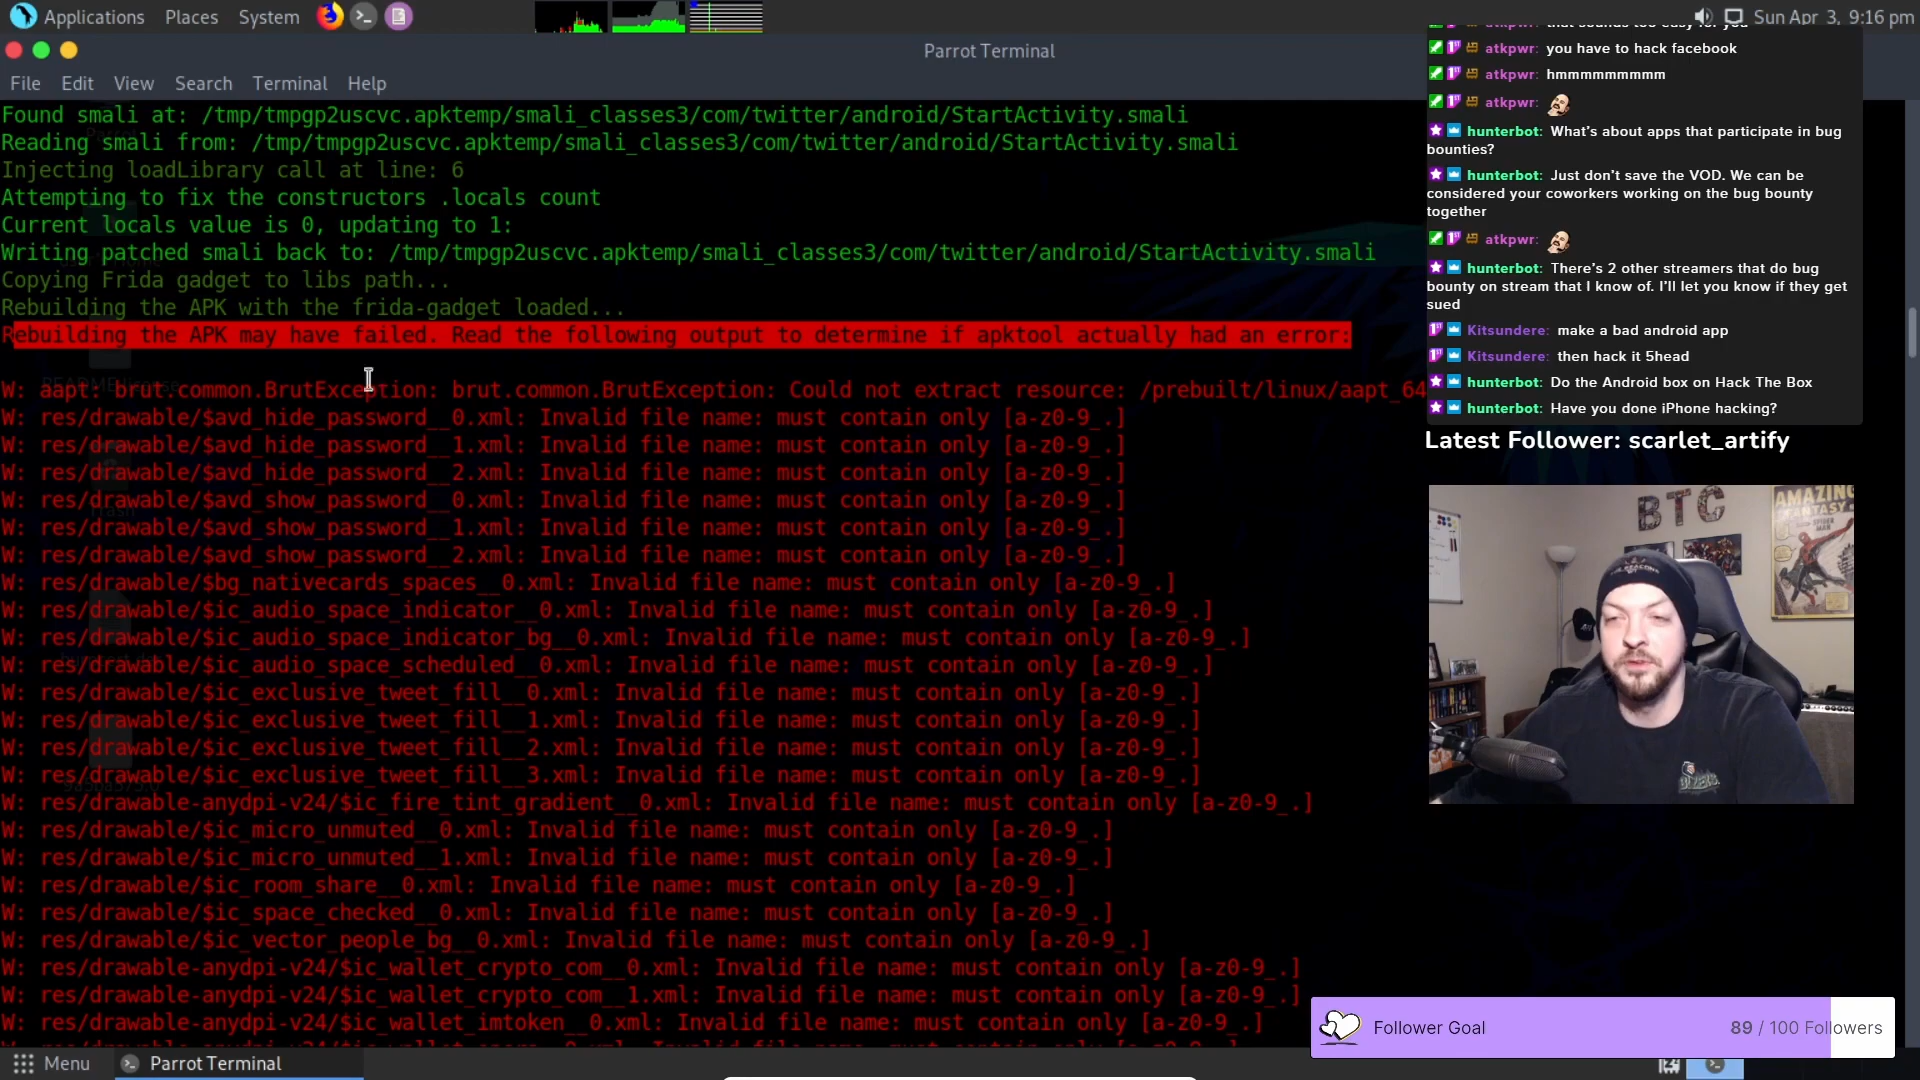 Applications Places System
Sun Apr 3, 9:16 pm
Parrot Terminal
File Edit View Search Terminal Help
Found smali at: /tmp/tmpgp2uscvc.apktemp/smali_classes3/com/twitter/android/StartActivity.smali
Reading smali from: /tmp/tmpgp2uscvc.apktemp/smali_classes3/com/twitter/android/StartActivity.smali
Injecting loadLibrary call at line: 6
Attempting to fix the constructors .locals count
Current locals value is 0, updating to 1:
Writing patched smali back to: /tmp/tmpgp2uscvc.apktemp/smali_classes3/com/twitter/android/StartActivity.smali
Copying Frida gadget to libs path...
Rebuilding the APK with the frida-gadget loaded...
Rebuilding the APK may have failed. Read the following output to determine if apktool actually had an error:
W: aapt: brut.common.BrutException: brut.common.BrutException: Could not extract resource: /prebuilt/linux/aapt_64
W: res/drawable/$avd_hide_password__0.xml: Invalid file name: must contain only [a-z0-9_.]
W: res/drawable/$avd_hide_password__1.xml: Invalid file name: must contain only [a-z0-9_.]
W: res/drawable/$avd_hide_password__2.xml: Invalid file name: must contain only [a-z0-9_.]
W: res/drawable/$avd_show_password__0.xml: Invalid file name: must contain only [a-z0-9_.]
W: res/drawable/$avd_show_password__1.xml: Invalid file name: must contain only [a-z0-9_.]
W: res/drawable/$avd_show_password__2.xml: Invalid file name: must contain only [a-z0-9_.]
W: res/drawable/$bg_nativecards_spaces__0.xml: Invalid file name: must contain only [a-z0-9_.]
W: res/drawable/$ic_audio_space_indicator__0.xml: Invalid file name: must contain only [a-z0-9_.]
W: res/drawable/$ic_audio_space_indicator_bg__0.xml: Invalid file name: must contain only [a-z0-9_.]
W: res/drawable/$ic_audio_space_scheduled__0.xml: Invalid file name: must contain only [a-z0-9_.]
W: res/drawable/$ic_exclusive_tweet_fill__0.xml: Invalid file name: must contain only [a-z0-9_.]
W: res/drawable/$ic_exclusive_tweet_fill__1.xml: Invalid file name: must contain only [a-z0-9_.]
W: res/drawable/$ic_exclusive_tweet_fill__2.xml: Invalid file name: must contain only [a-z0-9_.]
W: res/drawable/$ic_exclusive_tweet_fill__3.xml: Invalid file name: must contain only [a-z0-9_.]
W: res/drawable-anydpi-v24/$ic_fire_tint_gradient__0.xml: Invalid file name: must contain only [a-z0-9_.]
W: res/drawable/$ic_micro_unmuted__0.xml: Invalid file name: must contain only [a-z0-9_.]
W: res/drawable/$ic_micro_unmuted__1.xml: Invalid file name: must contain only [a-z0-9_.]
W: res/drawable/$ic_room_share__0.xml: Invalid file name: must contain only [a-z0-9_.]
W: res/drawable/$ic_space_checked__0.xml: Invalid file name: must contain only [a-z0-9_.]
W: res/drawable/$ic_vector_people_bg__0.xml: Invalid file name: must contain only [a-z0-9_.]
W: res/drawable-anydpi-v24/$ic_wallet_crypto_com__0.xml: Invalid file name: must contain only [a-z0-9_.]
W: res/drawable-anydpi-v24/$ic_wallet_crypto_com__1.xml: Invalid file name: must contain only [a-z0-9_.]
W: res/drawable-anydpi-v24/$ic_wallet_imtoken__0.xml: Invalid file name: must contain only [a-z0-9_.]
atkpwr: that sounds too easy for you
atkpwr: you have to hack facebook
atkpwr: hmmmmmmmmm
atkpwr:
hunterbot: What's about apps that participate in bug
bounties?
hunterbot: Just don't save the VOD. We can be
considered your coworkers working on the bug bounty
together
atkpwr:
hunterbot: There's 2 other streamers that do bug
bounty on stream that I know of. I'll let you know if they get
sued
Kitsundere: make a bad android app
Kitsundere: then hack it 5head
hunterbot: Do the Android box on Hack The Box
hunterbot: Have you done iPhone hacking?
Latest Follower: scarlet_artify
BTC
AMAZING
FANTASY
Follower Goal
89 / 100 Followers
Menu
Parrot Terminal